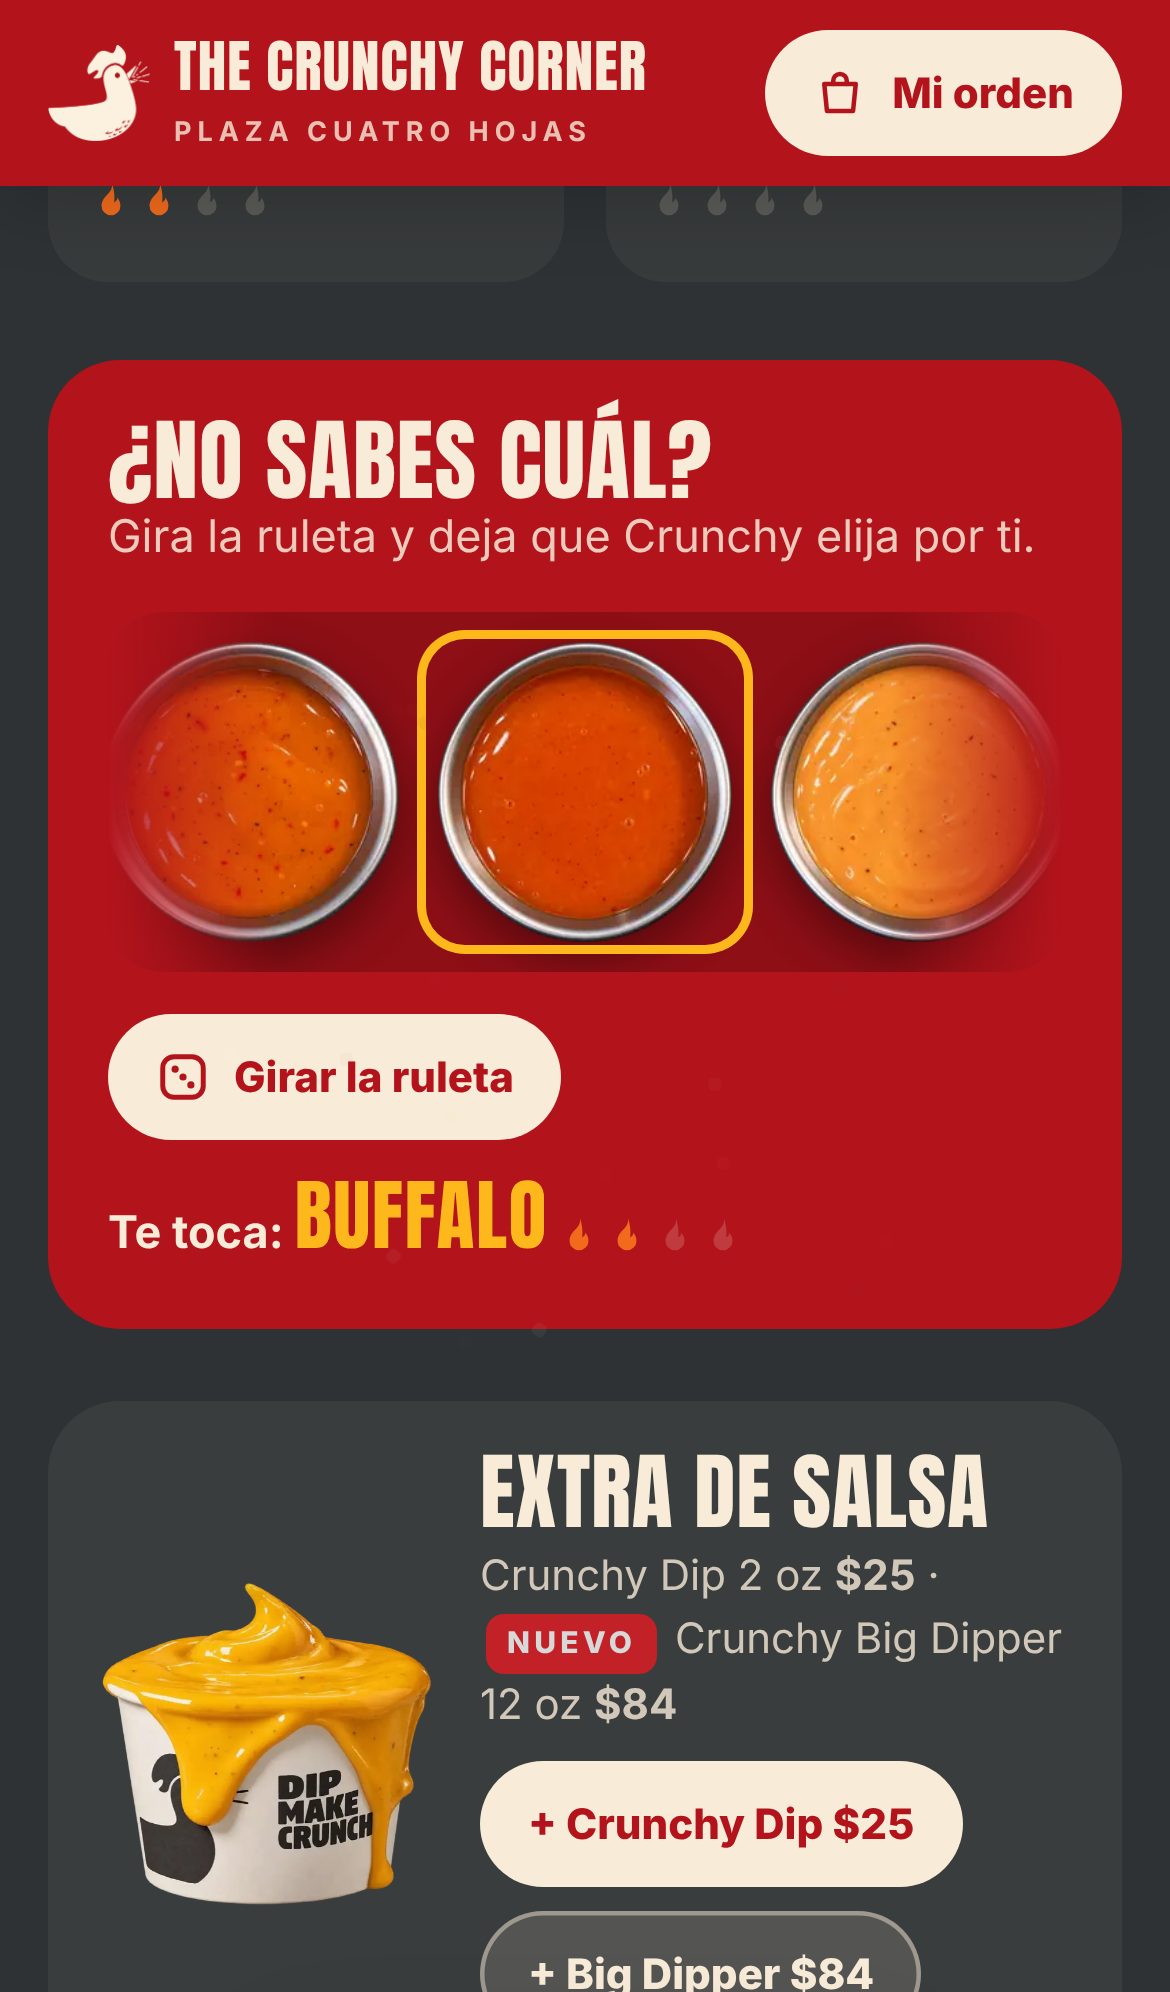 THE CRUNCHY CORNER
PLAZA CUATRO HOJAS
Mi orden
¿NO SABES CUÁL?
Gira la ruleta y deja que Crunchy elija por ti.
Girar la ruleta
Te toca: BUFFALO
EXTRA DE SALSA
Crunchy Dip 2 oz $25 ·
NUEVO Crunchy Big Dipper
12 oz $84
DIP
MAKE
CRUNCH
+ Crunchy Dip $25
+ Big Dipper $84